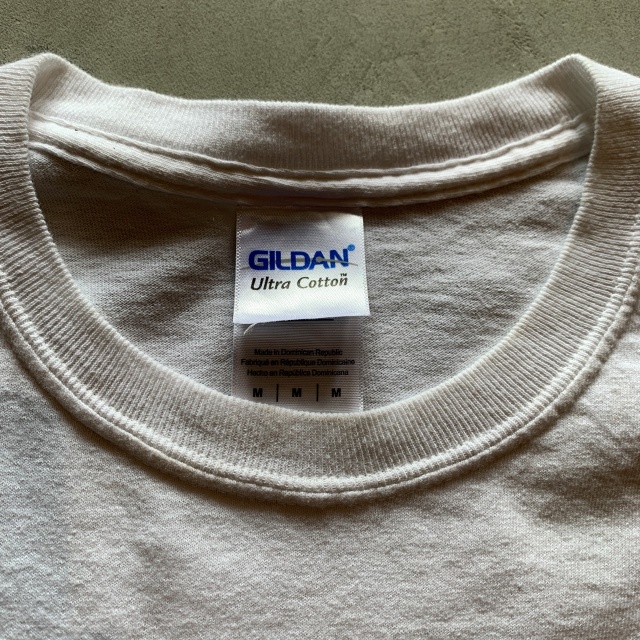 GILDAN®
Ultra Cotton™
Made in Dominican Republic
Fabriqué en République Dominicaine
Hecho en República Dominicana
M | M | M